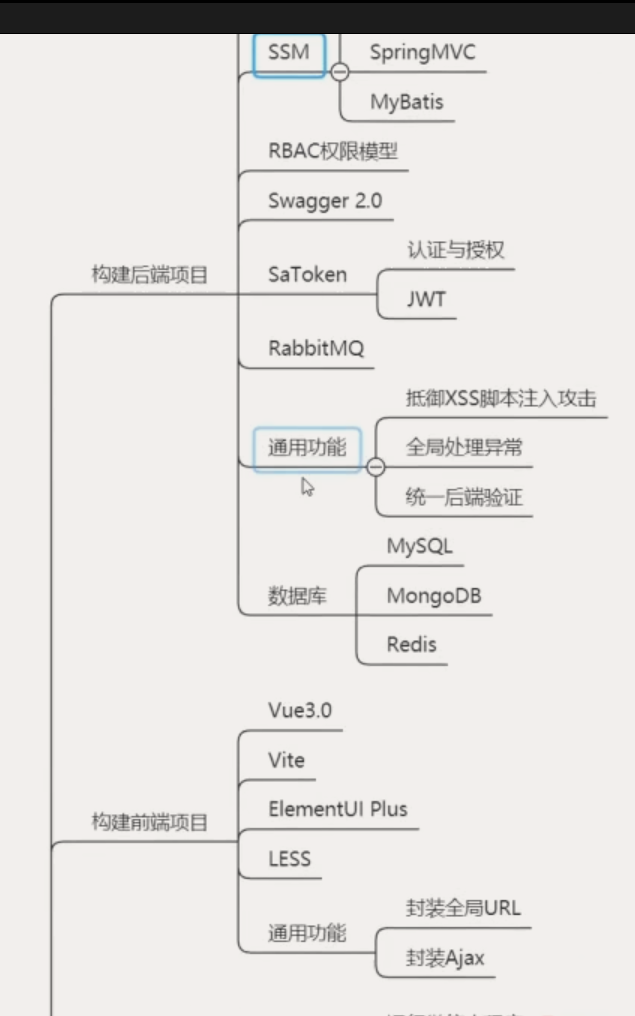 SSM
SpringMVC
MyBatis
RBAC权限模型
Swagger 2.0
构建后端项目
SaToken
认证与授权
JWT
RabbitMQ
通用功能
抵御XSS脚本注入攻击
全局处理异常
统一后端验证
数据库
MySQL
MongoDB
Redis
构建前端项目
Vue3.0
Vite
ElementUI Plus
LESS
通用功能
封装全局URL
封装Ajax